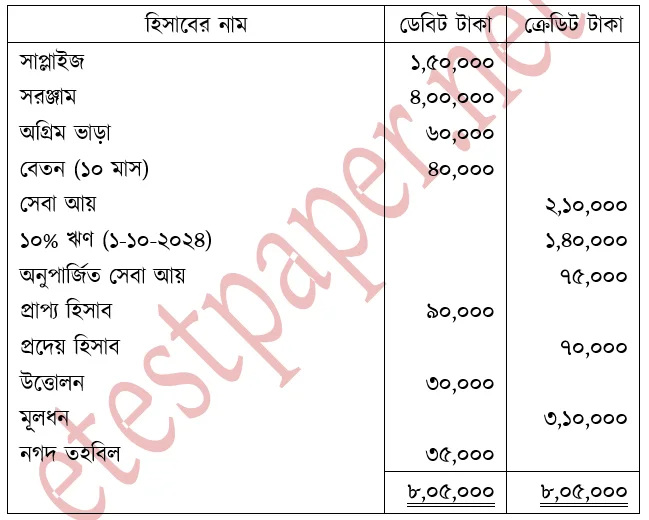 হিসাবের নাম ডেবিট টাকা ক্রেডিট টাকা
সাপ্লাইজ ১,৫০,০০০
সরঞ্জাম ৪,০০,০০০
অগ্রিম ভাড়া ৬০,০০০
বেতন (১০ মাস) ৪০,০০০
সেবা আয় ২,১০,০০০
১০% ঋণ (১-১০-২০২৪) ১,৪০,০০০
অনুপার্জিত সেবা আয় ৭৫,০০০
প্রাপ্য হিসাব ৯০,০০০
প্রদেয় হিসাব ৭০,০০০
উত্তোলন ৩০,০০০
মূলধন ৩,১০,০০০
নগদ তহবিল ৩৫,০০০
৮,০৫,০০০ ৮,০৫,০০০
etestpaper.net